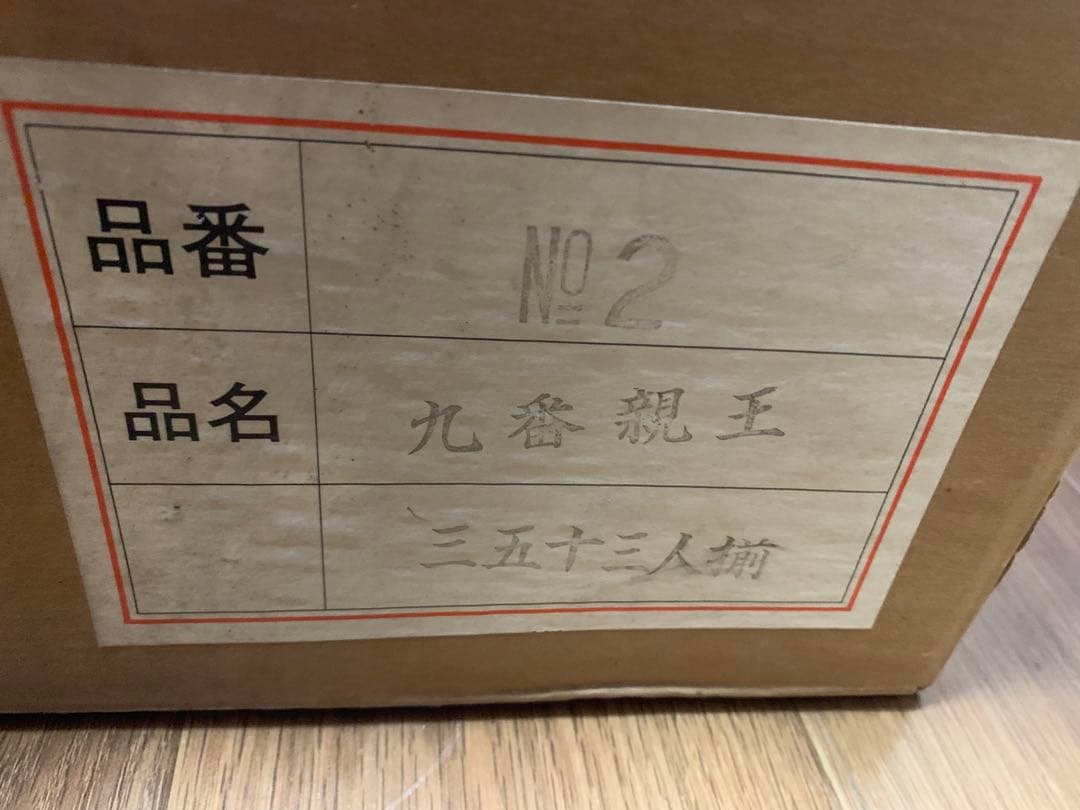 品番 №2
品名 九番親王
三五十三人揃